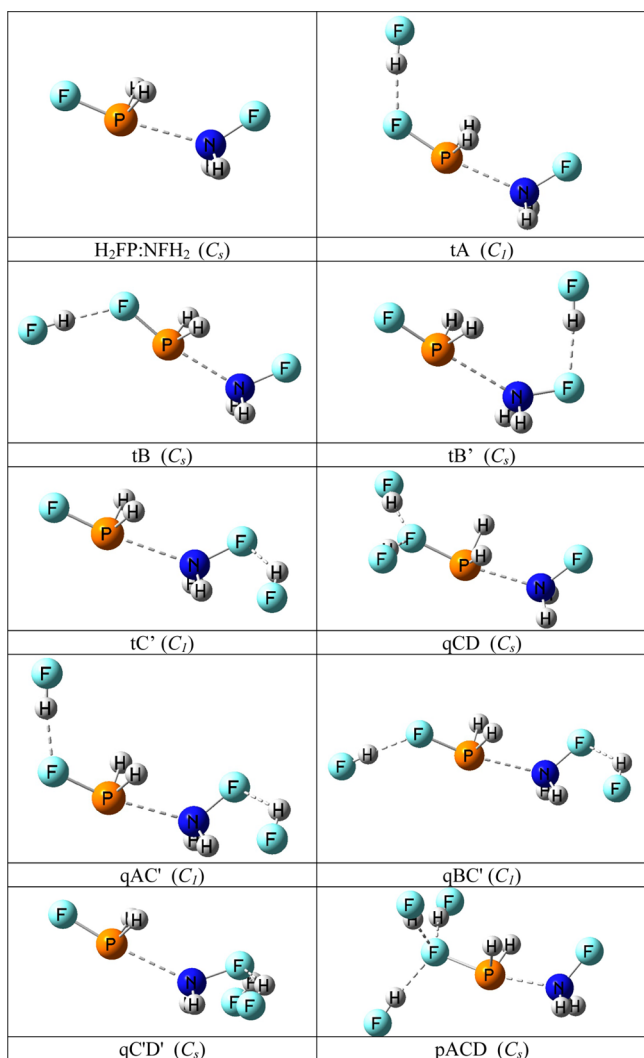 F H H P N F H H
H₂FP:NFH₂ (Cₛ)
F H F H H P N F H H
tA (C₁)
F H F H H P N F H H
tB (Cₛ)
F H H P F H N F H H
tB’ (Cₛ)
F H H P N F H F H H
tC’ (C₁)
F H F H F H P H N F H H
qCD (Cₛ)
F H F H H P N F H F H H
qAC' (C₁)
F H F H H P N F H F H H
qBC' (C₁)
F H P N F H H F F H
qC'D' (Cₛ)
F H H F F H H P F H F N H H
pACD (Cₛ)